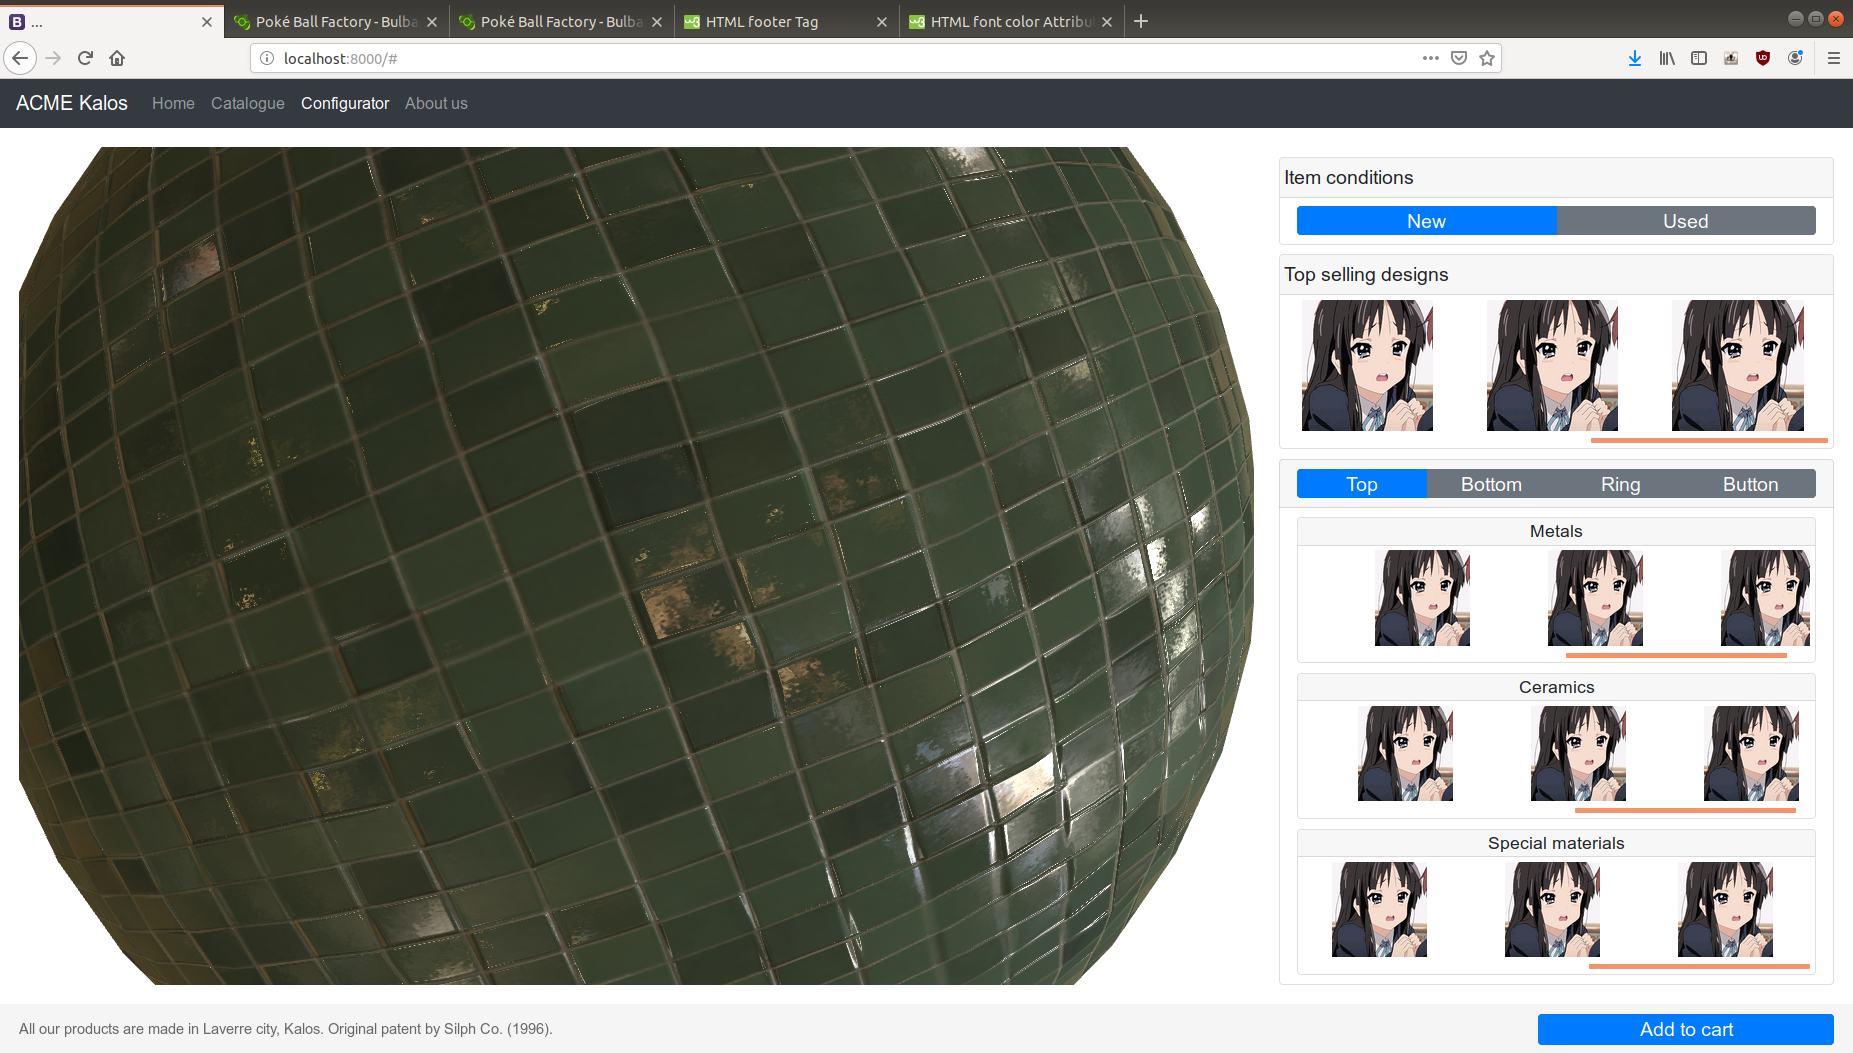 ...
Poké Ball Factory - Bulba
Poké Ball Factory - Bulba
HTML footer Tag
HTML font color Attribu
localhost:8000/#
ACME Kalos
Home
Catalogue
Configurator
About us
Item conditions
New
Used
Top selling designs
Top
Bottom
Ring
Button
Metals
Ceramics
Special materials
All our products are made in Laverre city, Kalos. Original patent by Silph Co. (1996).
Add to cart